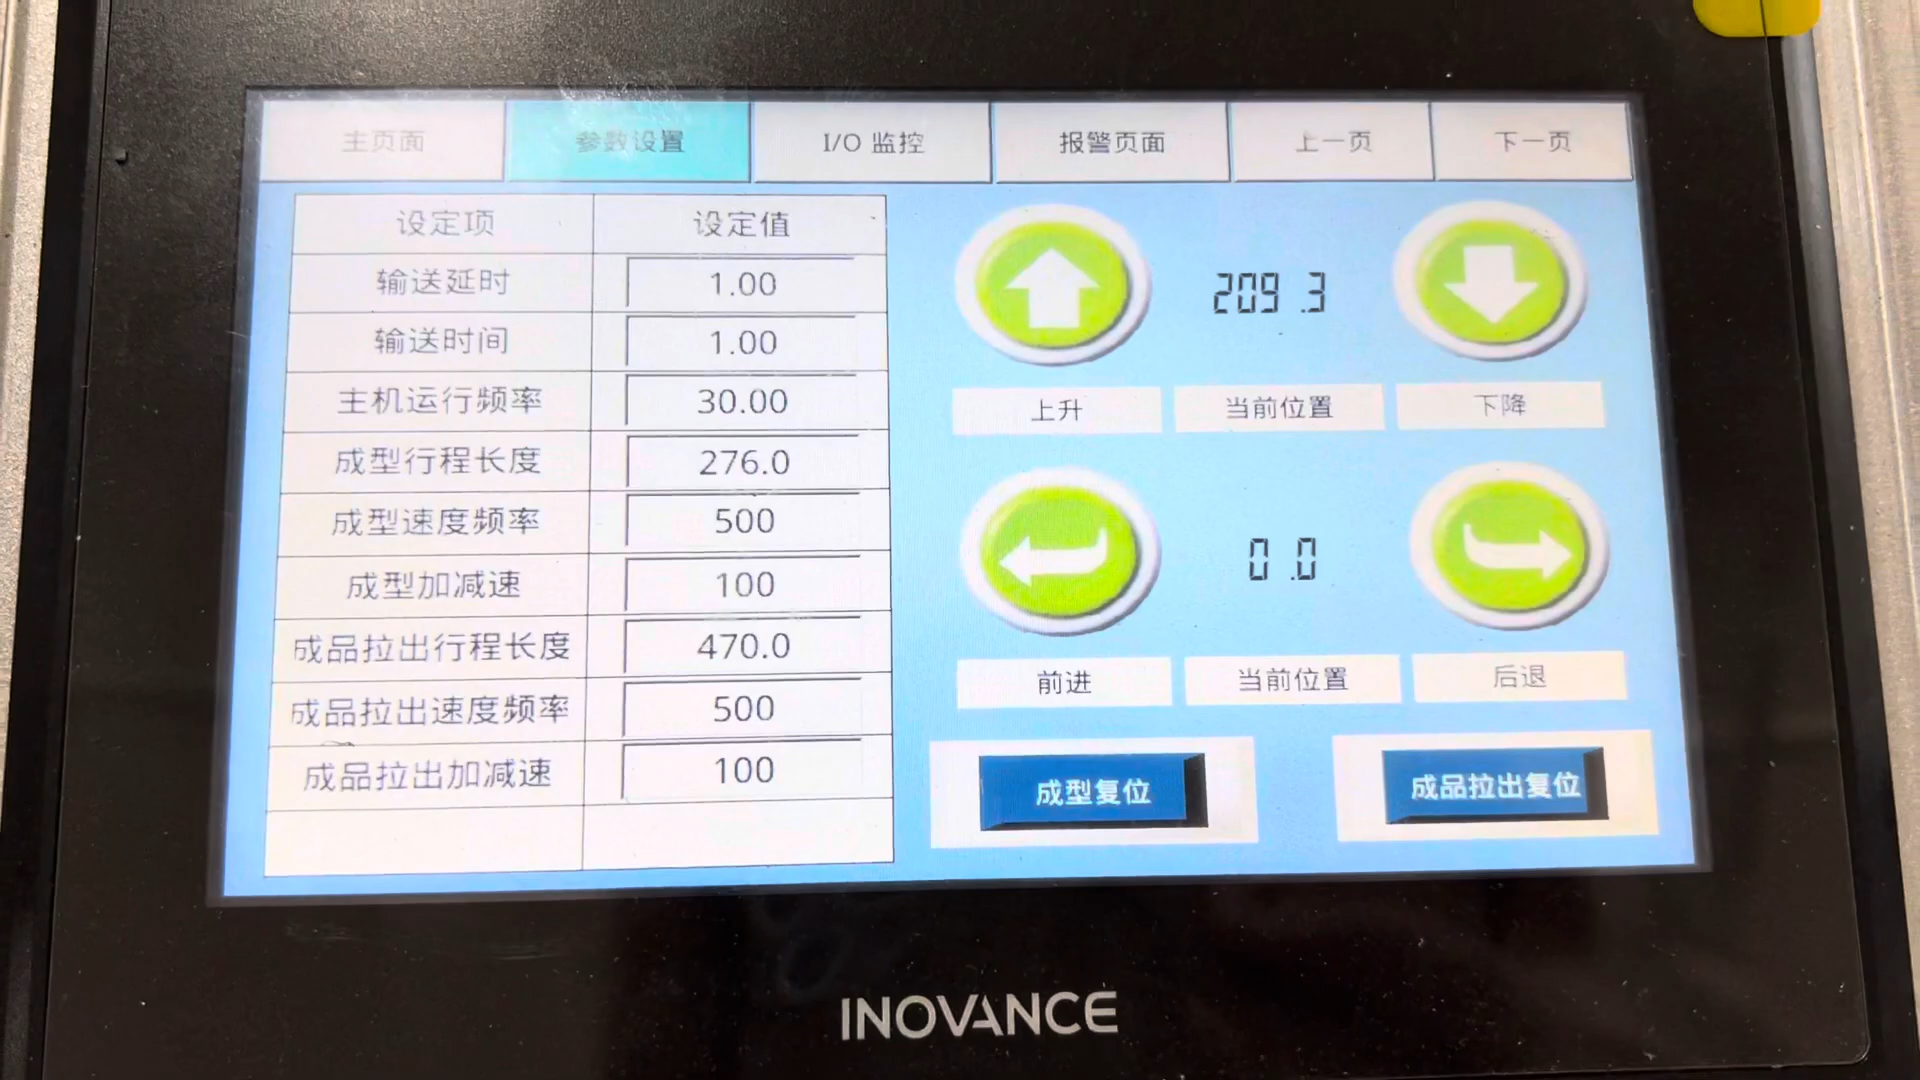 主页面 参数设置 I/O 监控 报警页面 上一页 下一页
设定项 设定值
输送延时 1.00
输送时间 1.00
主机运行频率 30.00
成型行程长度 276.0
成型速度频率 500
成型加减速 100
成品拉出行程长度 470.0
成品拉出速度频率 500
成品拉出加减速 100
209.3
上升 当前位置 下降
0.0
前进 当前位置 后退
成型复位 成品拉出复位
INOVANCE